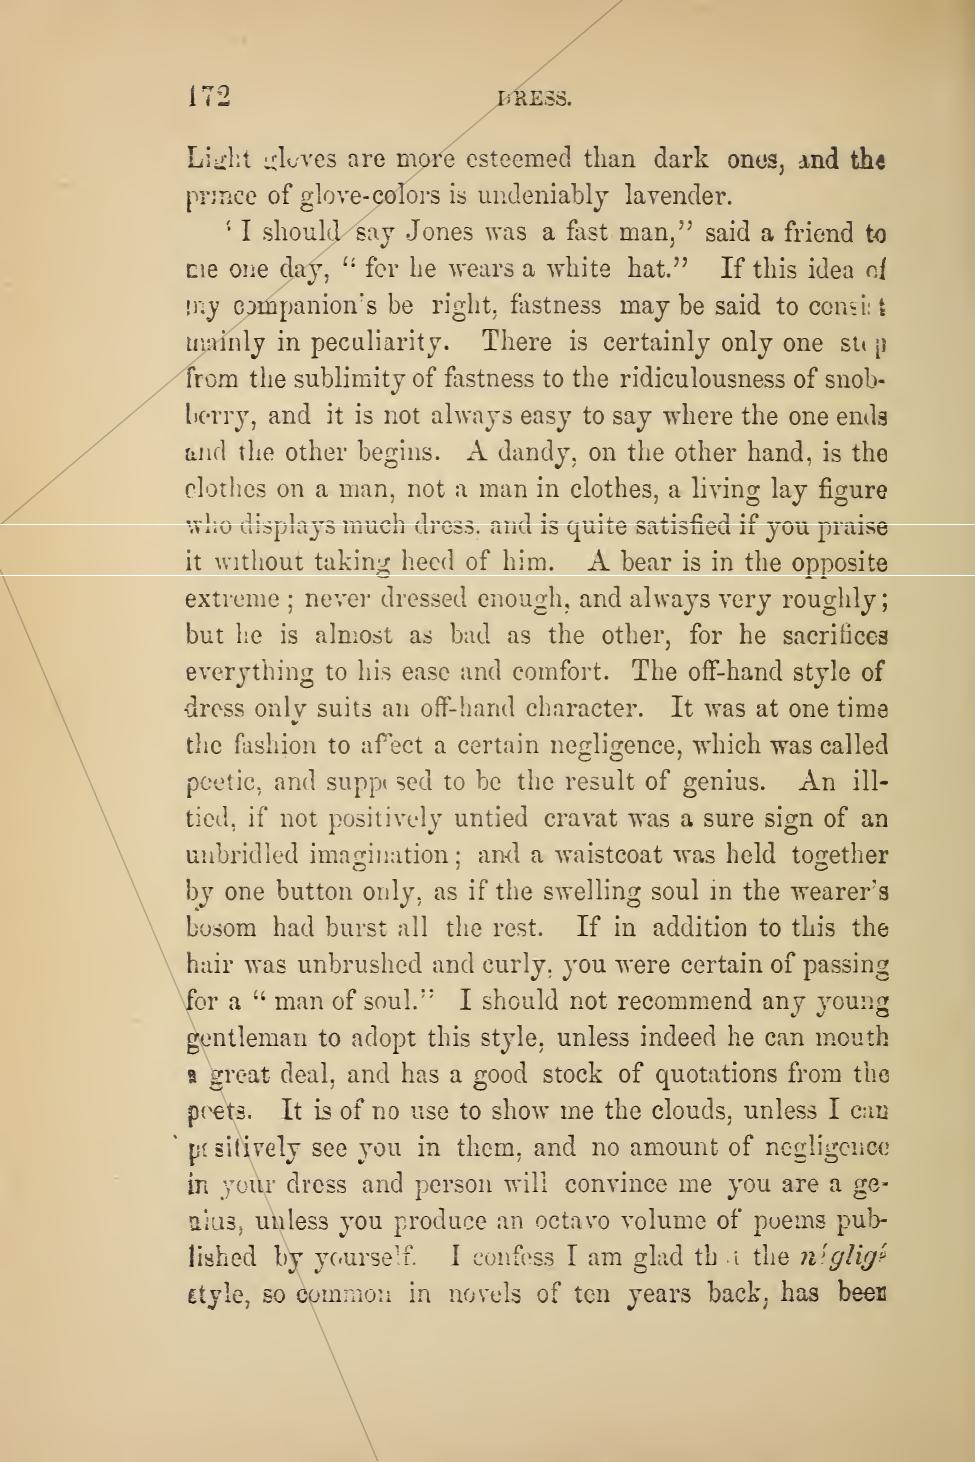 172
DRESS.
Light gloves are more esteemed than dark ones, and the
prince of glove-colors is undeniably lavender.
‘ I should say Jones was a fast man,” said a friend to
me one day, “ for he wears a white hat.” If this idea of
my companion's be right, fastness may be said to consist
mainly in peculiarity. There is certainly only one step
from the sublimity of fastness to the ridiculousness of snob-
berry, and it is not always easy to say where the one ends
and the other begins. A dandy, on the other hand, is the
clothes on a man, not a man in clothes, a living lay figure
who displays much dress, and is quite satisfied if you praise
it without taking heed of him. A bear is in the opposite
extreme ; never dressed enough, and always very roughly ;
but he is almost as bad as the other, for he sacrifices
everything to his ease and comfort. The off-hand style of
dress only suits an off-hand character. It was at one time
the fashion to affect a certain negligence, which was called
poetic, and supposed to be the result of genius. An ill-
tied, if not positively untied cravat was a sure sign of an
unbridled imagination ; and a waistcoat was held together
by one button only, as if the swelling soul in the wearer's
bosom had burst all the rest. If in addition to this the
hair was unbrushed and curly, you were certain of passing
for a “ man of soul.” I should not recommend any young
gentleman to adopt this style, unless indeed he can mouth
a great deal, and has a good stock of quotations from the
poets. It is of no use to show me the clouds, unless I can
positively see you in them, and no amount of negligence
in your dress and person will convince me you are a ge-
nius, unless you produce an octavo volume of poems pub-
lished by yourself. I confess I am glad that the négligé
style, so common in novels of ten years back, has been